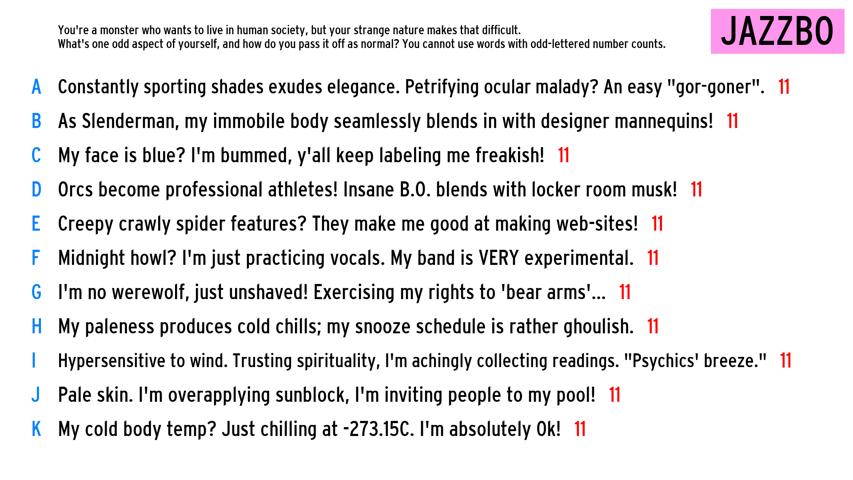 You're a monster who wants to live in human society, but your strange nature makes that difficult.
What's one odd aspect of yourself, and how do you pass it off as normal? You cannot use words with odd-lettered number counts.
JAZZBO
A Constantly sporting shades exudes elegance. Petrifying ocular malady? An easy "gor-goner". 11
B As Slenderman, my immobile body seamlessly blends in with designer mannequins! 11
C My face is blue? I'm bummed, y'all keep labeling me freakish! 11
D Orcs become professional athletes! Insane B.O. blends with locker room musk! 11
E Creepy crawly spider features? They make me good at making web-sites! 11
F Midnight howl? I'm just practicing vocals. My band is VERY experimental. 11
G I'm no werewolf, just unshaved! Exercising my rights to 'bear arms'... 11
H My paleness produces cold chills; my snooze schedule is rather ghoulish. 11
I Hypersensitive to wind. Trusting spirituality, I'm achingly collecting readings. "Psychics' breeze." 11
J Pale skin. I'm overapplying sunblock, I'm inviting people to my pool! 11
K My cold body temp? Just chilling at -273.15C. I'm absolutely 0k! 11